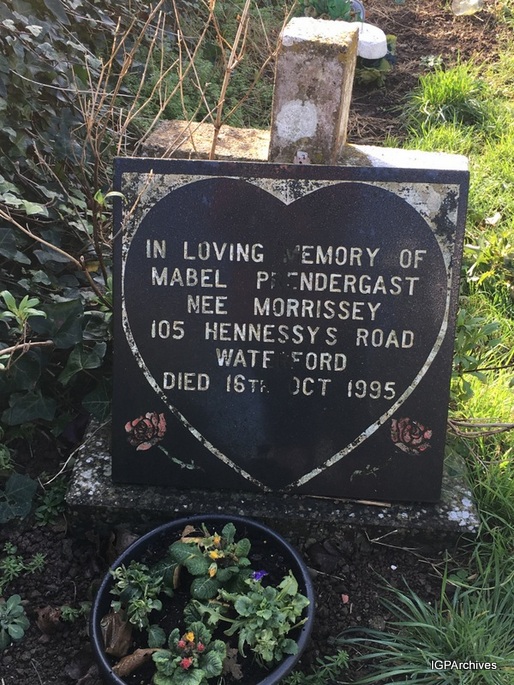 IN LOVING MEMORY OF
MABEL PRENDERGAST
NEE MORRISSEY
105 HENNESSYS ROAD
WATERFORD
DIED 16TH OCT 1995
IGPArchives